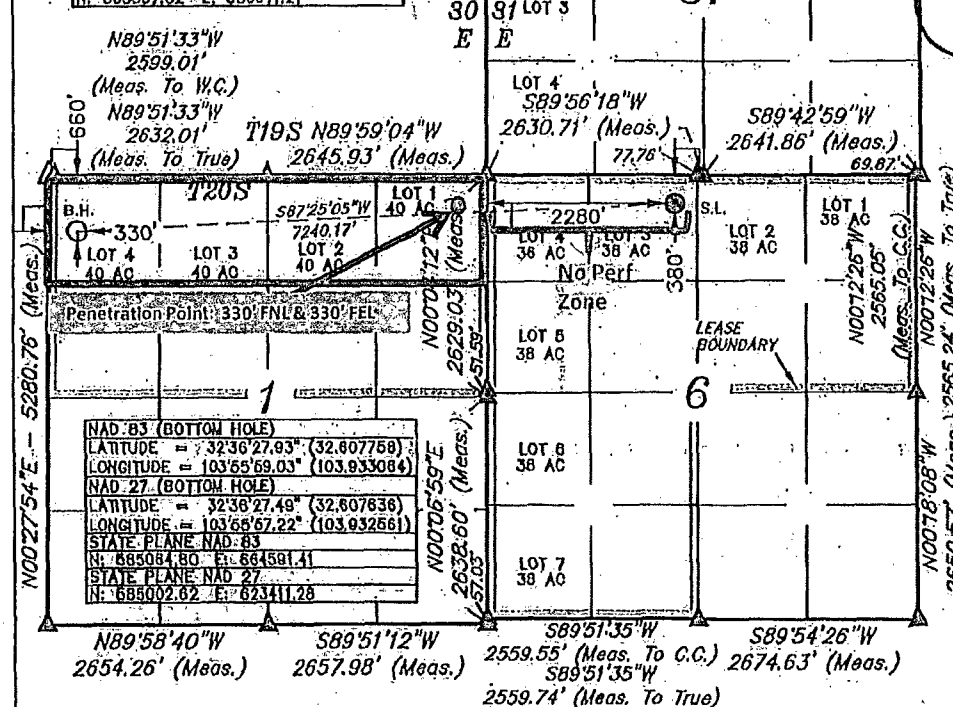 30 31 LOT 3
E E
N89°51'33"W
2599.01'
(Meas. To W.C.)
N89°51'33"W
2632.01'
(Meas. To True)
660'
T19S N89°59'04"W
2645.93' (Meas.)
LOT 4
S89°56'18"W
2630.71' (Meas.)
77.76'
S89°42'59"W
2641.86' (Meas.)
69.87'
T20S
B.H.
330'
LOT 4
40 AC
LOT 3
40 AC
S87°25'05"W
7240.17'
LOT 2
40 AC
LOT 1
40 AC
2280'
S.L.
380'
LOT 4
36 AC
38 AC
No Perf
Zone
LOT 2
38 AC
LOT 1
38 AC
Penetration Point: 330' FNL & 330' FEL
2629.03' (Meas.)
51.59'
N00°12'26"W
2565.05'
(Meas. To C.C.)
N00°12'26"W
2565.24' (Meas. To True)
N00°27'54"E - 5280.76' (Meas.)
LOT 5
38 AC
LEASE
BOUNDARY
1
6
NAD 83 (BOTTOM HOLE)
LATITUDE = 32°36'27.93" (32.607758)
LONGITUDE = 103°55'59.03" (103.933064)
NAD 27 (BOTTOM HOLE)
LATITUDE = 32°36'27.49" (32.607636)
LONGITUDE = 103°55'57.22" (103.932561)
STATE PLANE NAD 83
N: 585084.80 E: 664591.41
STATE PLANE NAD 27
N: 585002.62 E: 623411.28
N00°06'59"E
2638.60' (Meas.)
57.03'
LOT 6
38 AC
LOT 7
38 AC
N00°18'08"W
N89°58'40"W
2654.26' (Meas.)
S89°51'12"W
2657.98' (Meas.)
S89°51'35"W
2559.55' (Meas. To C.C.)
S89°51'35"W
2559.74' (Meas. To True)
S89°54'26"W
2674.63' (Meas.)